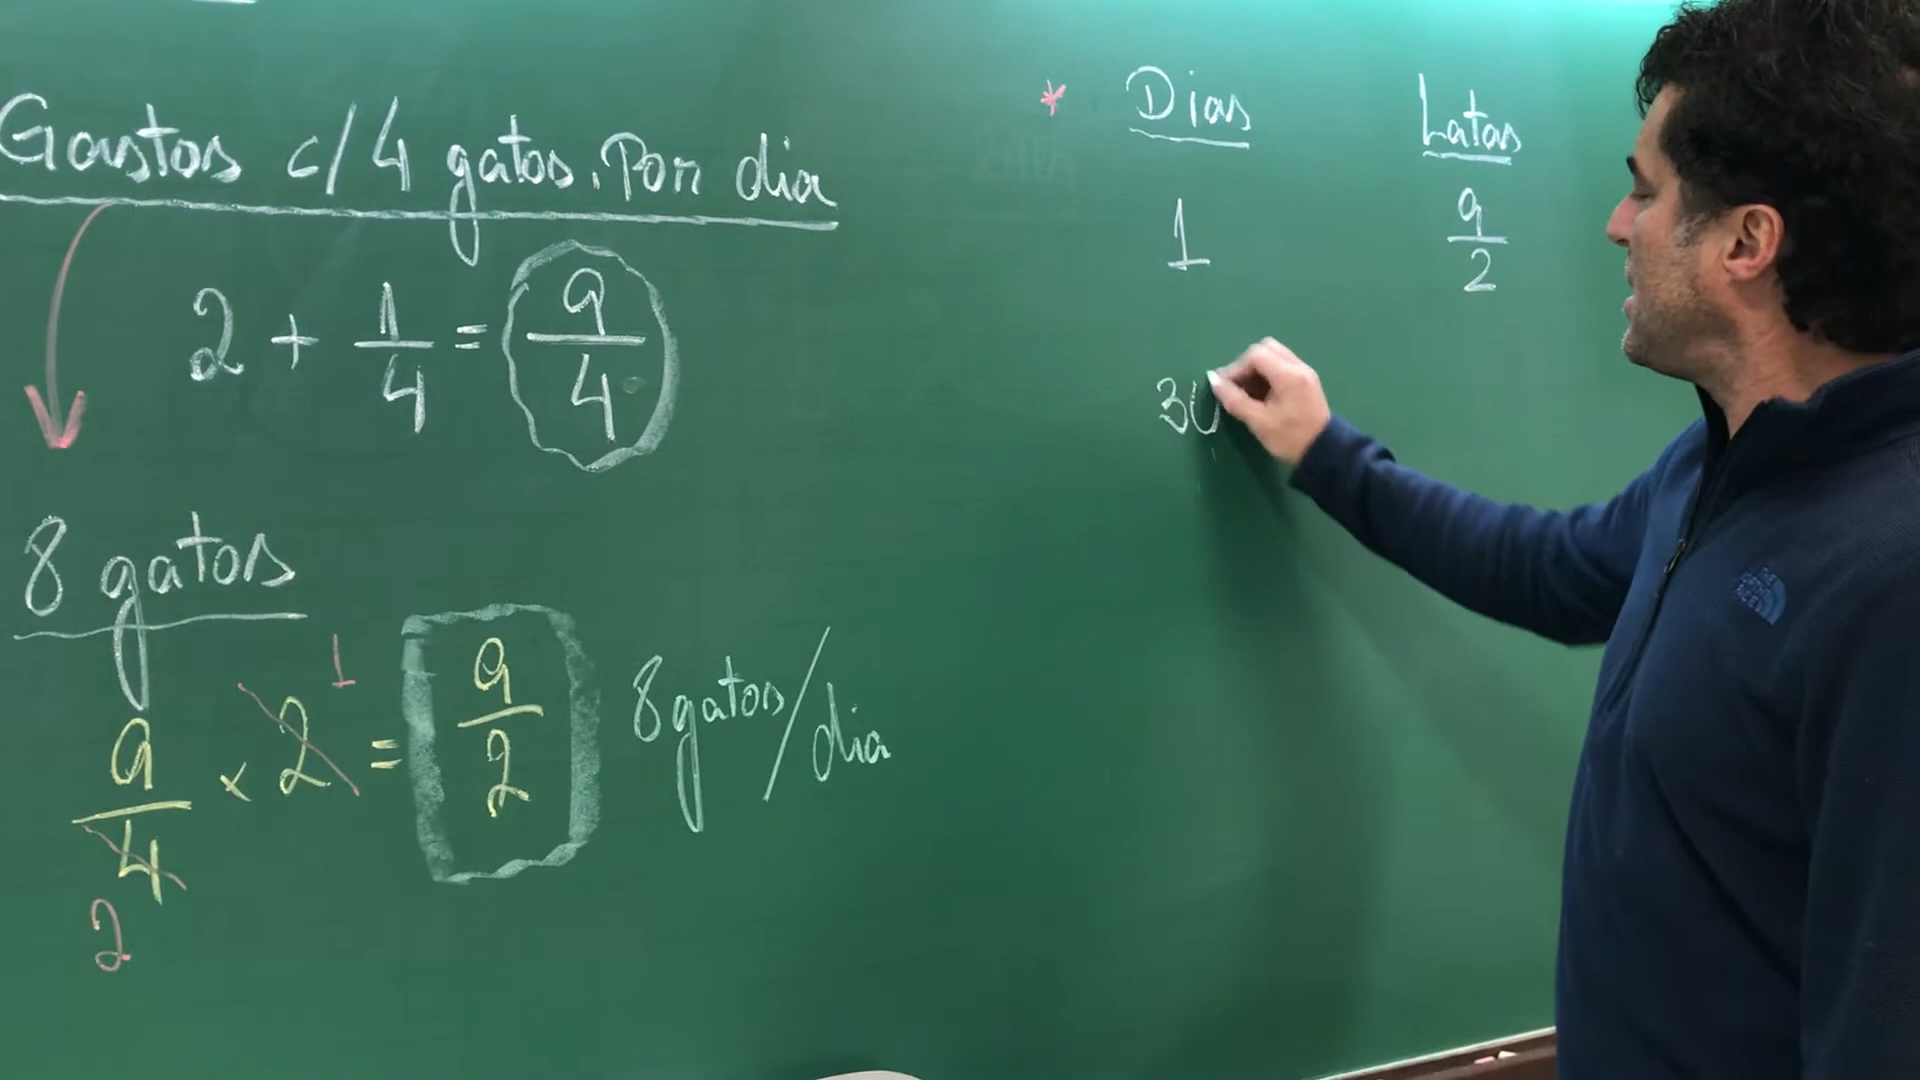 Gastos c/4 gatos. Por dia
2 + 1/4 = 9/4
8 gatos
9/4 x 2 = 9/2 8 gatos/dia
1
2
* Dias Latas
1 9/2
30